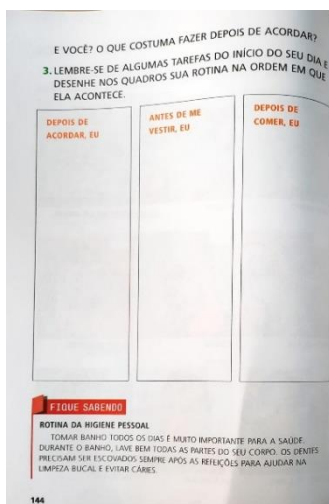 E VOCÊ? O QUE COSTUMA FAZER DEPOIS DE ACORDAR?
3. LEMBRE-SE DE ALGUMAS TAREFAS DO INÍCIO DO SEU DIA E
DESENHE NOS QUADROS SUA ROTINA NA ORDEM EM QUE
ELA ACONTECE.
DEPOIS DE
ACORDAR, EU
ANTES DE ME
VESTIR, EU
DEPOIS DE
COMER, EU
FIQUE SABENDO
ROTINA DA HIGIENE PESSOAL
TOMAR BANHO TODOS OS DIAS É MUITO IMPORTANTE PARA A SAÚDE.
DURANTE O BANHO, LAVE BEM TODAS AS PARTES DO SEU CORPO. OS DENTES
PRECISAM SER ESCOVADOS SEMPRE APÓS AS REFEIÇÕES PARA AJUDAR NA
LIMPEZA BUCAL E EVITAR CÁRIES.
144